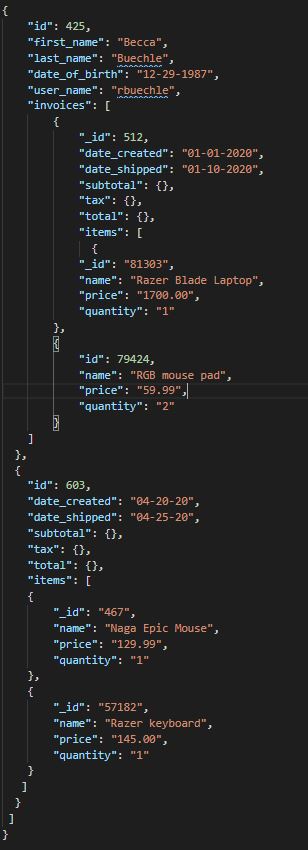 {
"id": 425,
"first_name": "Becca",
"last_name": "Buechle",
"date_of_birth": "12-29-1987",
"user_name": "rbuechle",
"invoices": [
{
"_id": 512,
"date_created": "01-01-2020",
"date_shipped": "01-10-2020",
"subtotal": {},
"tax": {},
"total": {},
"items": [
{
"_id": "81303",
"name": "Razer Blade Laptop",
"price": "1700.00",
"quantity": "1"
},
{
"id": 79424,
"name": "RGB mouse pad",
"price": "59.99",
"quantity": "2"
}
]
},
{
"id": 603,
"date_created": "04-20-20",
"date_shipped": "04-25-20",
"subtotal": {},
"tax": {},
"total": {},
"items": [
{
"_id": "467",
"name": "Naga Epic Mouse",
"price": "129.99",
"quantity": "1"
},
{
"_id": "57182",
"name": "Razer keyboard",
"price": "145.00",
"quantity": "1"
}
]
}
]
}